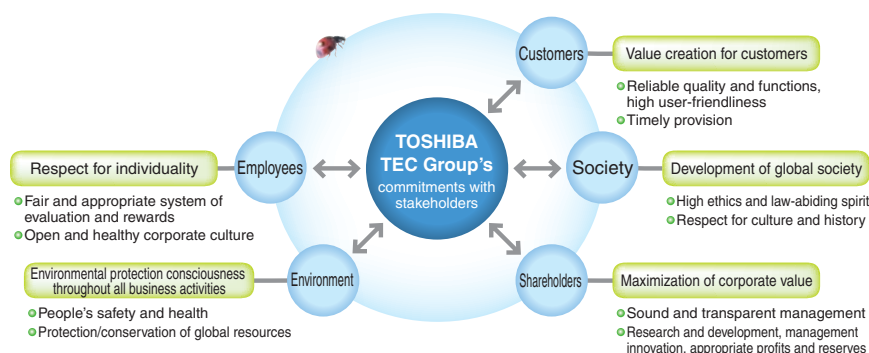 Customers
Value creation for customers
Reliable quality and functions,
high user-friendliness
Timely provision
TOSHIBA
TEC Group's
commitments with
stakeholders
Employees
Respect for individuality
Fair and appropriate system of
evaluation and rewards
Open and healthy corporate culture
Society
Development of global society
High ethics and law-abiding spirit
Respect for culture and history
Environment
Environmental protection consciousness
throughout all business activities
People's safety and health
Protection/conservation of global resources
Shareholders
Maximization of corporate value
Sound and transparent management
Research and development, management
innovation, appropriate profits and reserves